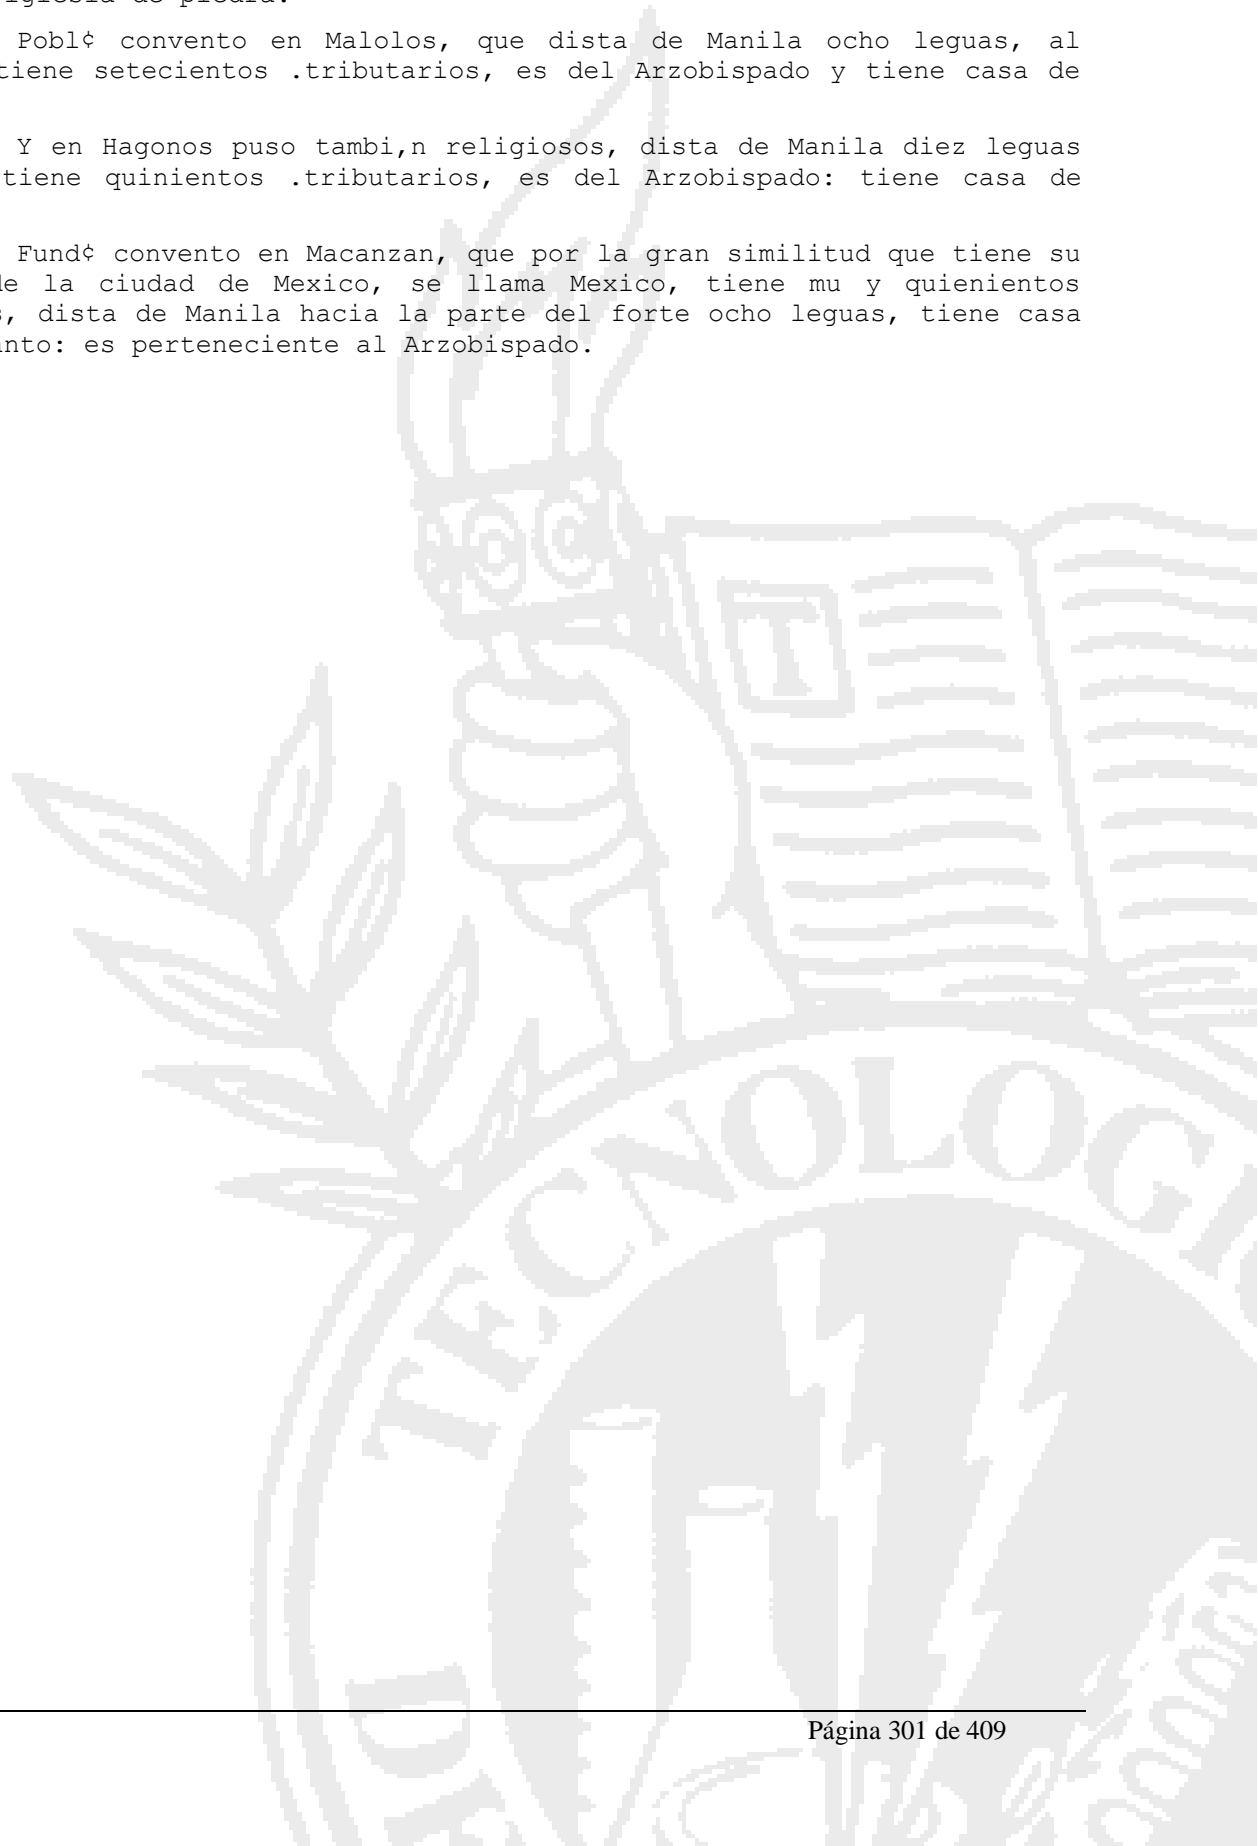 iglesia de piedra.
Pobl¢ convento en Malolos, que dista de Manila ocho leguas, al
tiene setecientos .tributarios, es del Arzobispado y tiene casa de
Y en Hagonos puso tambi,n religiosos, dista de Manila diez leguas
tiene quinientos .tributarios, es del Arzobispado: tiene casa de
Fund¢ convento en Macanzan, que por la gran similitud que tiene su
de la ciudad de Mexico, se llama Mexico, tiene mu y quienientos
s, dista de Manila hacia la parte del forte ocho leguas, tiene casa
anto: es perteneciente al Arzobispado.
T
TECNOLOGIC
Página 301 de 409